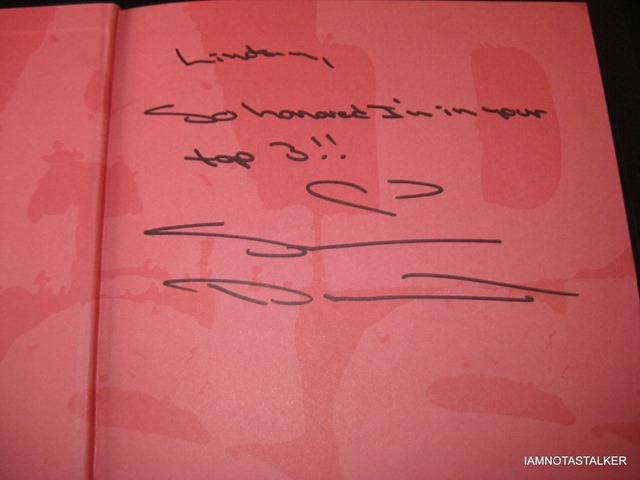 Lindsay,
So honored I'm in your
top 3!!
IAMNOTASTALKER